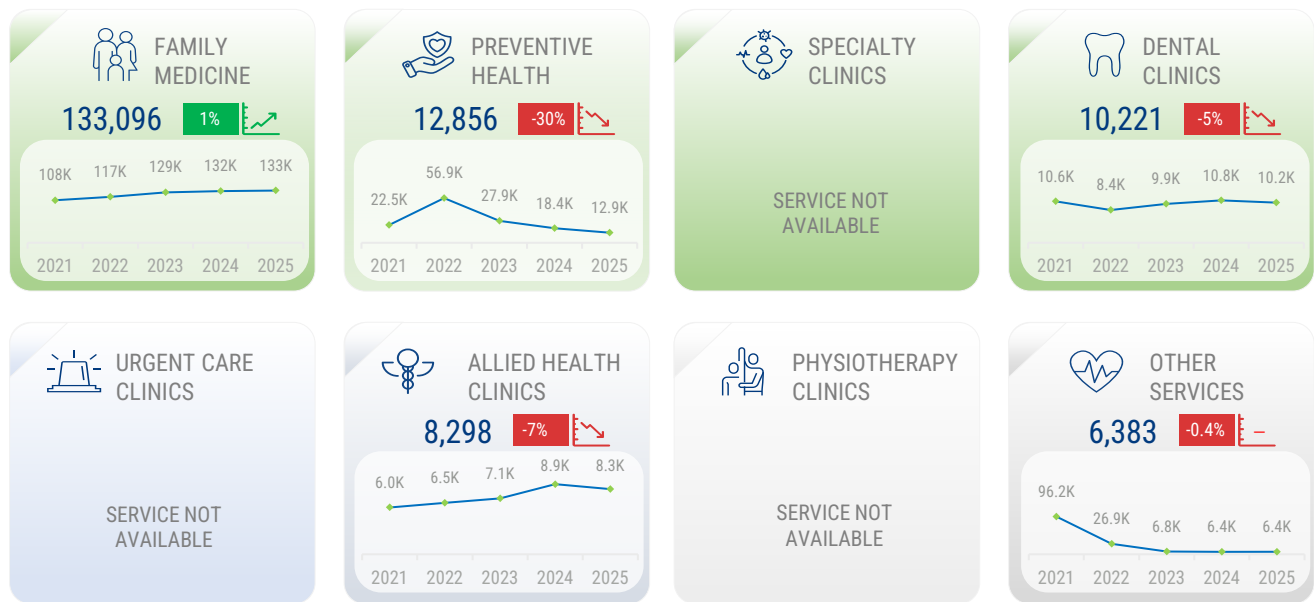 FAMILY
MEDICINE
133,096
1%
108K 117K 129K 132K 133K
2021 2022 2023 2024 2025
PREVENTIVE
HEALTH
12,856
-30%
22.5K 56.9K 27.9K 18.4K 12.9K
2021 2022 2023 2024 2025
SPECIALTY
CLINICS
SERVICE NOT
AVAILABLE
DENTAL
CLINICS
10,221
-5%
10.6K 8.4K 9.9K 10.8K 10.2K
2021 2022 2023 2024 2025
URGENT CARE
CLINICS
SERVICE NOT
AVAILABLE
ALLIED HEALTH
CLINICS
8,298
-7%
6.0K 6.5K 7.1K 8.9K 8.3K
2021 2022 2023 2024 2025
PHYSIOTHERAPY
CLINICS
SERVICE NOT
AVAILABLE
OTHER
SERVICES
6,383
-0.4%
96.2K 26.9K 6.8K 6.4K 6.4K
2021 2022 2023 2024 2025